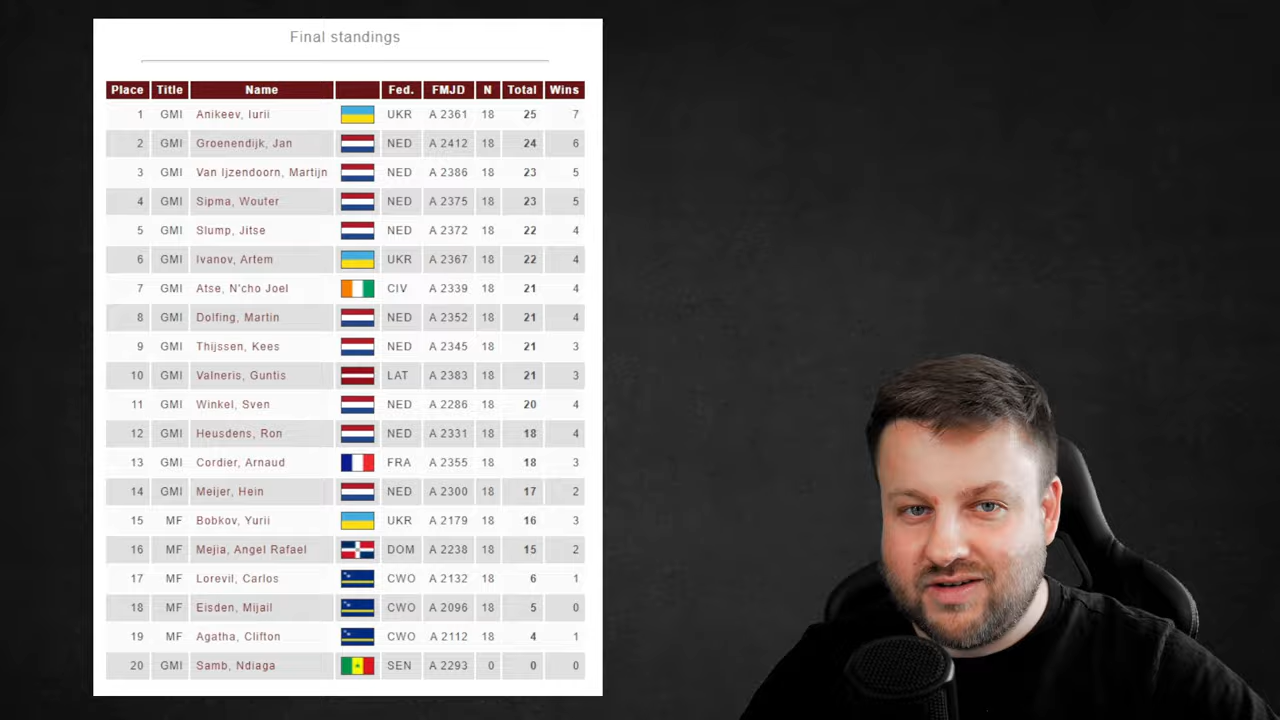 Final standings
Place Title Name Fed. FMJD N Total Wins
1 GMI Anikeev, Iurii UKR A 2361 18 25 7
2 GMI Groenendijk, Jan NED A 2412 18 24 6
3 GMI Van Ijzendoorn, Martijn NED A 2386 18 23 5
4 GMI Sipma, Wouter NED A 2375 18 23 5
5 GMI Slump, Jitse NED A 2372 18 22 4
6 GMI Ivanov, Artem UKR A 2367 18 22 4
7 GMI Atse, N'cho Joel CIV A 2339 18 21 4
8 GMI Dolfing, Martin NED A 2352 18 21 4
9 GMI Thijssen, Kees NED A 2345 18 21 3
10 GMI Valneris, Guntis LAT A 2383 18 21 3
11 GMI Winkel, Sven NED A 2286 18 20 4
12 GMI Heusdens, Ron NED A 2331 18 18 4
13 GMI Cordier, Arnaud FRA A 2355 18 18 3
14 GMI Meijer, Hein NED A 2300 18 17 2
15 MF Bobkov, Yurii UKR A 2179 18 16 3
16 MF Mejia, Angel Rafael DOM A 2238 18 15 2
17 MF Lorevil, Carlos CWO A 2132 18 6 1
18 MF Eisden, Mijail CWO A 2096 18 5 0
19 MF Agatha, Clifton CWO A 2112 18 4 1
20 GMI Samb, Ndiaga SEN A 2293 0 0 0